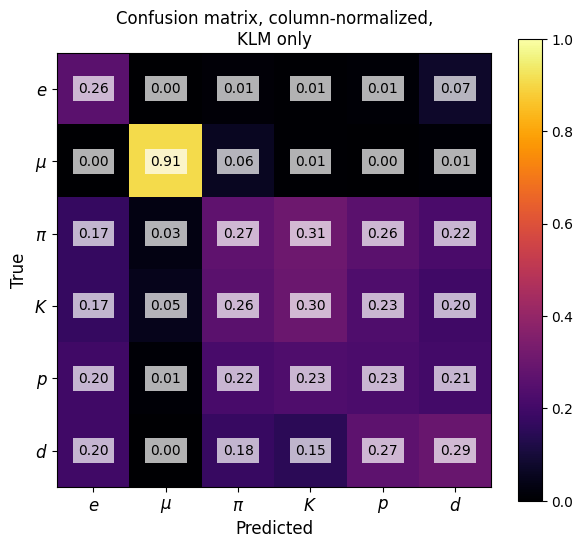 Confusion matrix, column-normalized,
KLM only
True
e 0.26 0.00 0.01 0.01 0.01 0.07
μ 0.00 0.91 0.06 0.01 0.00 0.01
π 0.17 0.03 0.27 0.31 0.26 0.22
K 0.17 0.05 0.26 0.30 0.23 0.20
p 0.20 0.01 0.22 0.23 0.23 0.21
d 0.20 0.00 0.18 0.15 0.27 0.29
e μ π K p d
Predicted
1.0
0.8
0.6
0.4
0.2
0.0